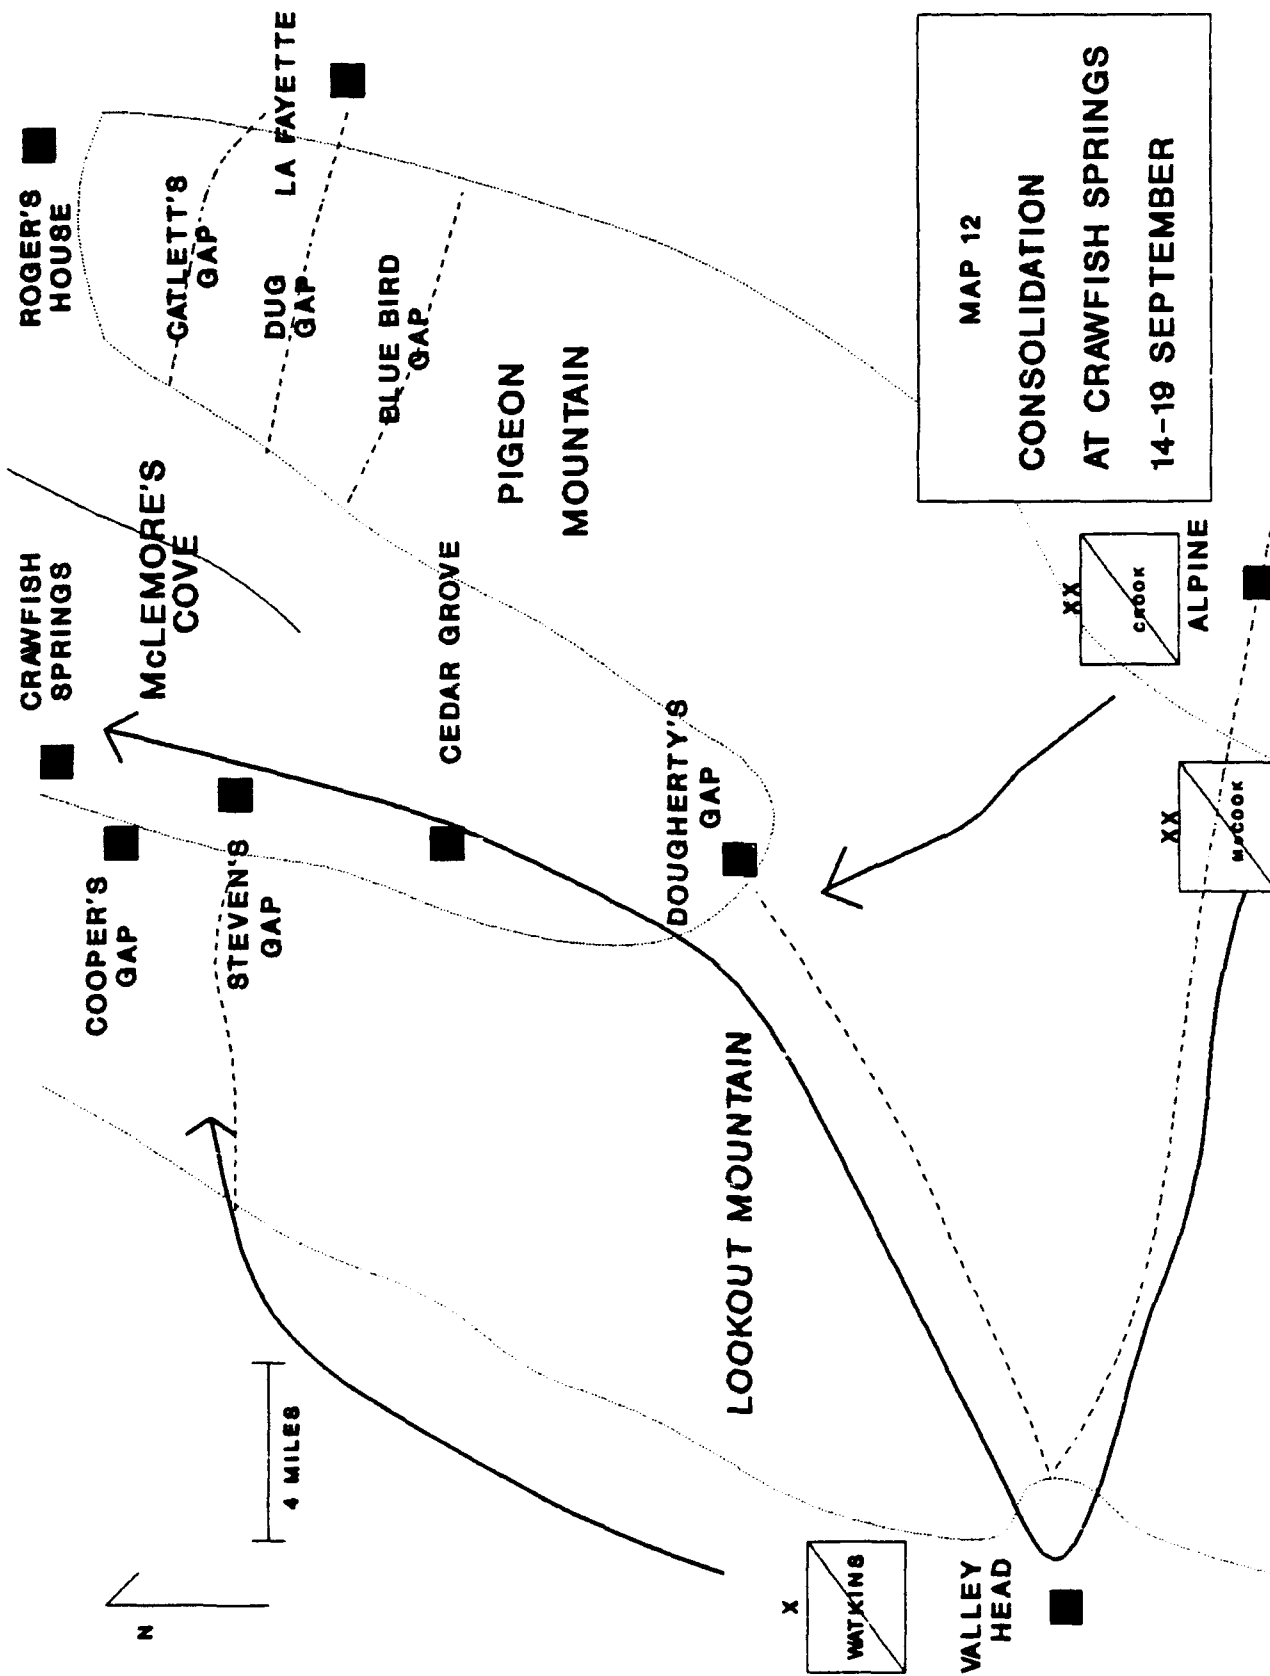 N
4 MILES
ROGER'S
HOUSE
CRAWFISH
SPRINGS
COOPER'S
GAP
STEVEN'S
GAP
McLEMORE'S
COVE
GATLETT'S
GAP
LA FAYETTE
DUG
GAP
BLUE BIRD
GAP
CEDAR GROVE
PIGEON
MOUNTAIN
DOUGHERTY'S
GAP
LOOKOUT MOUNTAIN
X
WATKINS
VALLEY
HEAD
XX
CROOK
ALPINE
XX
McCOOK
MAP 12
CONSOLIDATION
AT CRAWFISH SPRINGS
14-19 SEPTEMBER